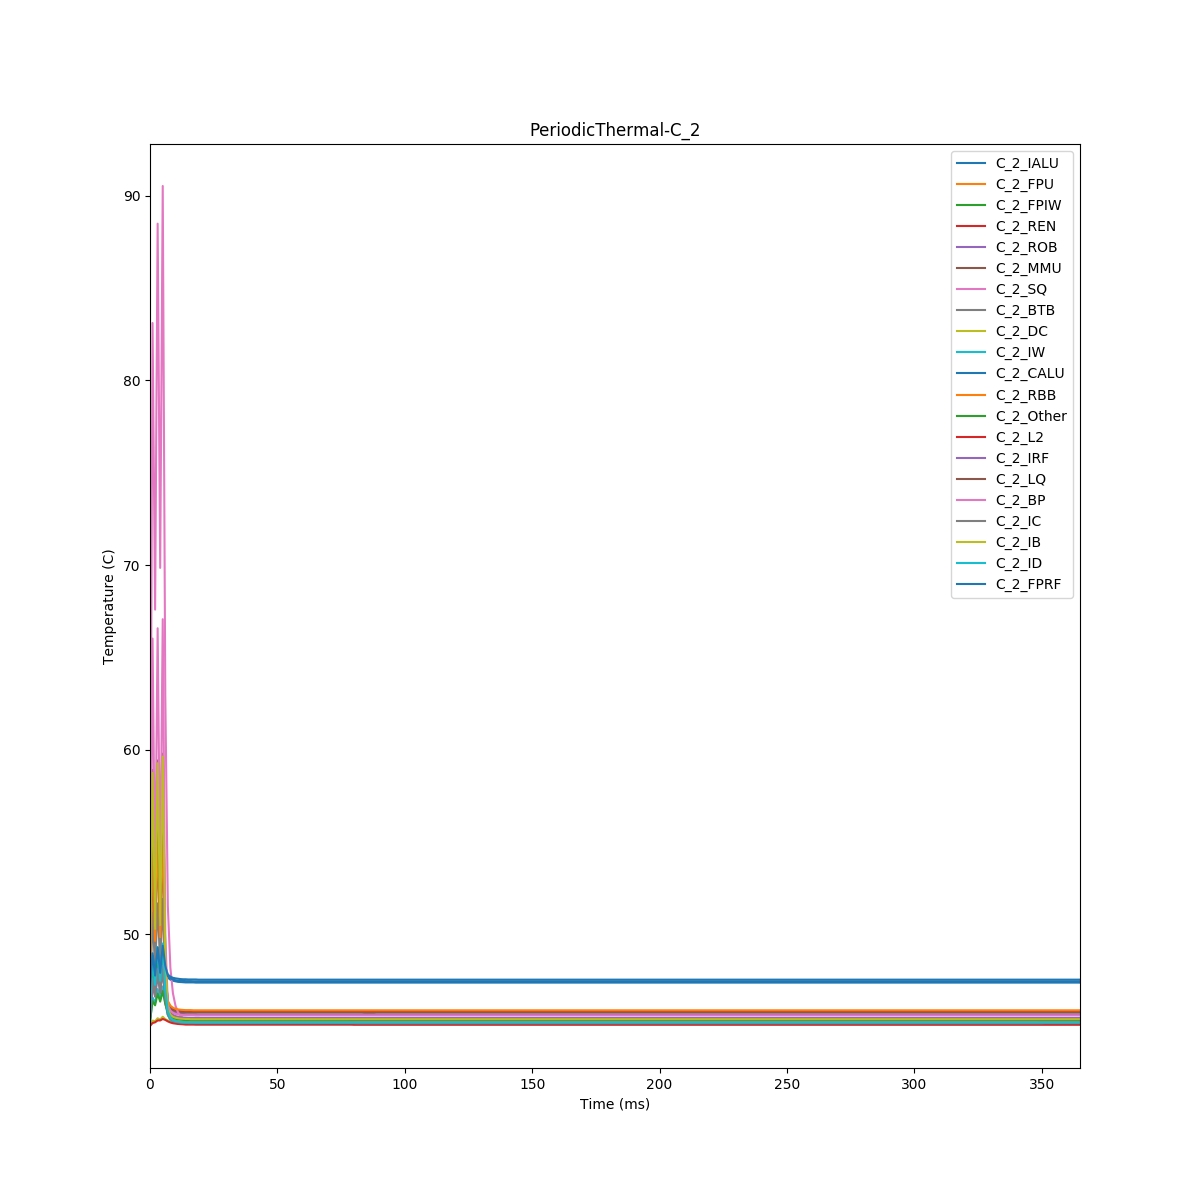 PeriodicThermal-C_2
C_2_IALU
C_2_FPU
C_2_FPIW
C_2_REN
C_2_ROB
C_2_MMU
C_2_SQ
C_2_BTB
C_2_DC
C_2_IW
C_2_CALU
C_2_RBB
C_2_Other
C_2_L2
C_2_IRF
C_2_LQ
C_2_BP
C_2_IC
C_2_IB
C_2_ID
C_2_FPRF
90
80
70
60
50
Temperature (C)
0 50 100 150 200 250 300 350
Time (ms)